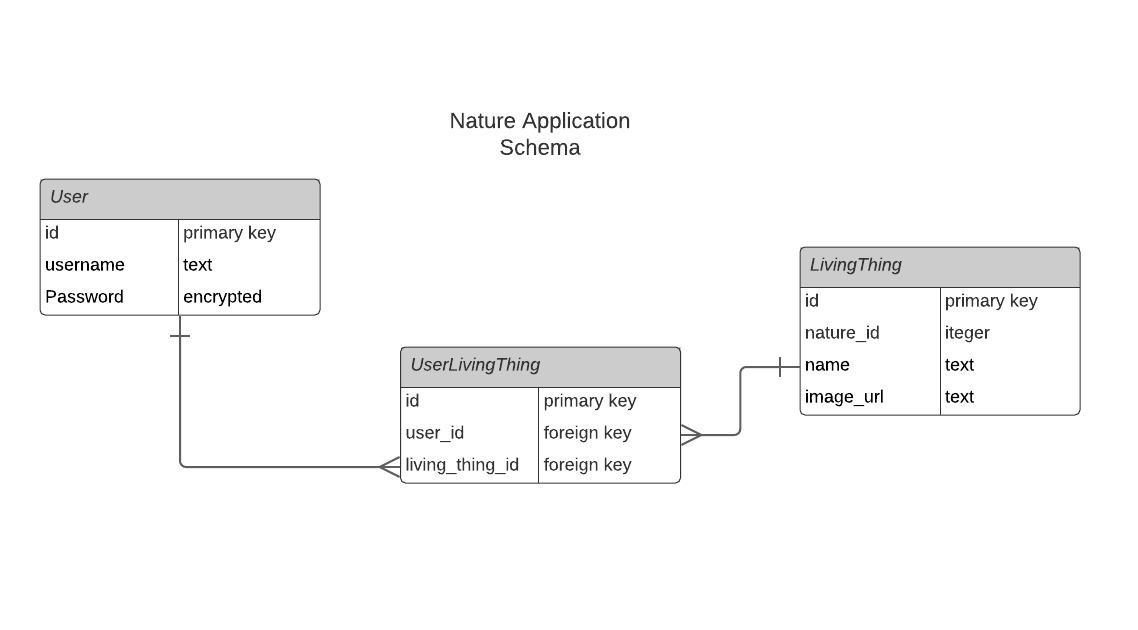 Nature Application
Schema
User
id primary key
username text
Password encrypted
UserLivingThing
id primary key
user_id foreign key
living_thing_id foreign key
LivingThing
id primary key
nature_id iteger
name text
image_url text